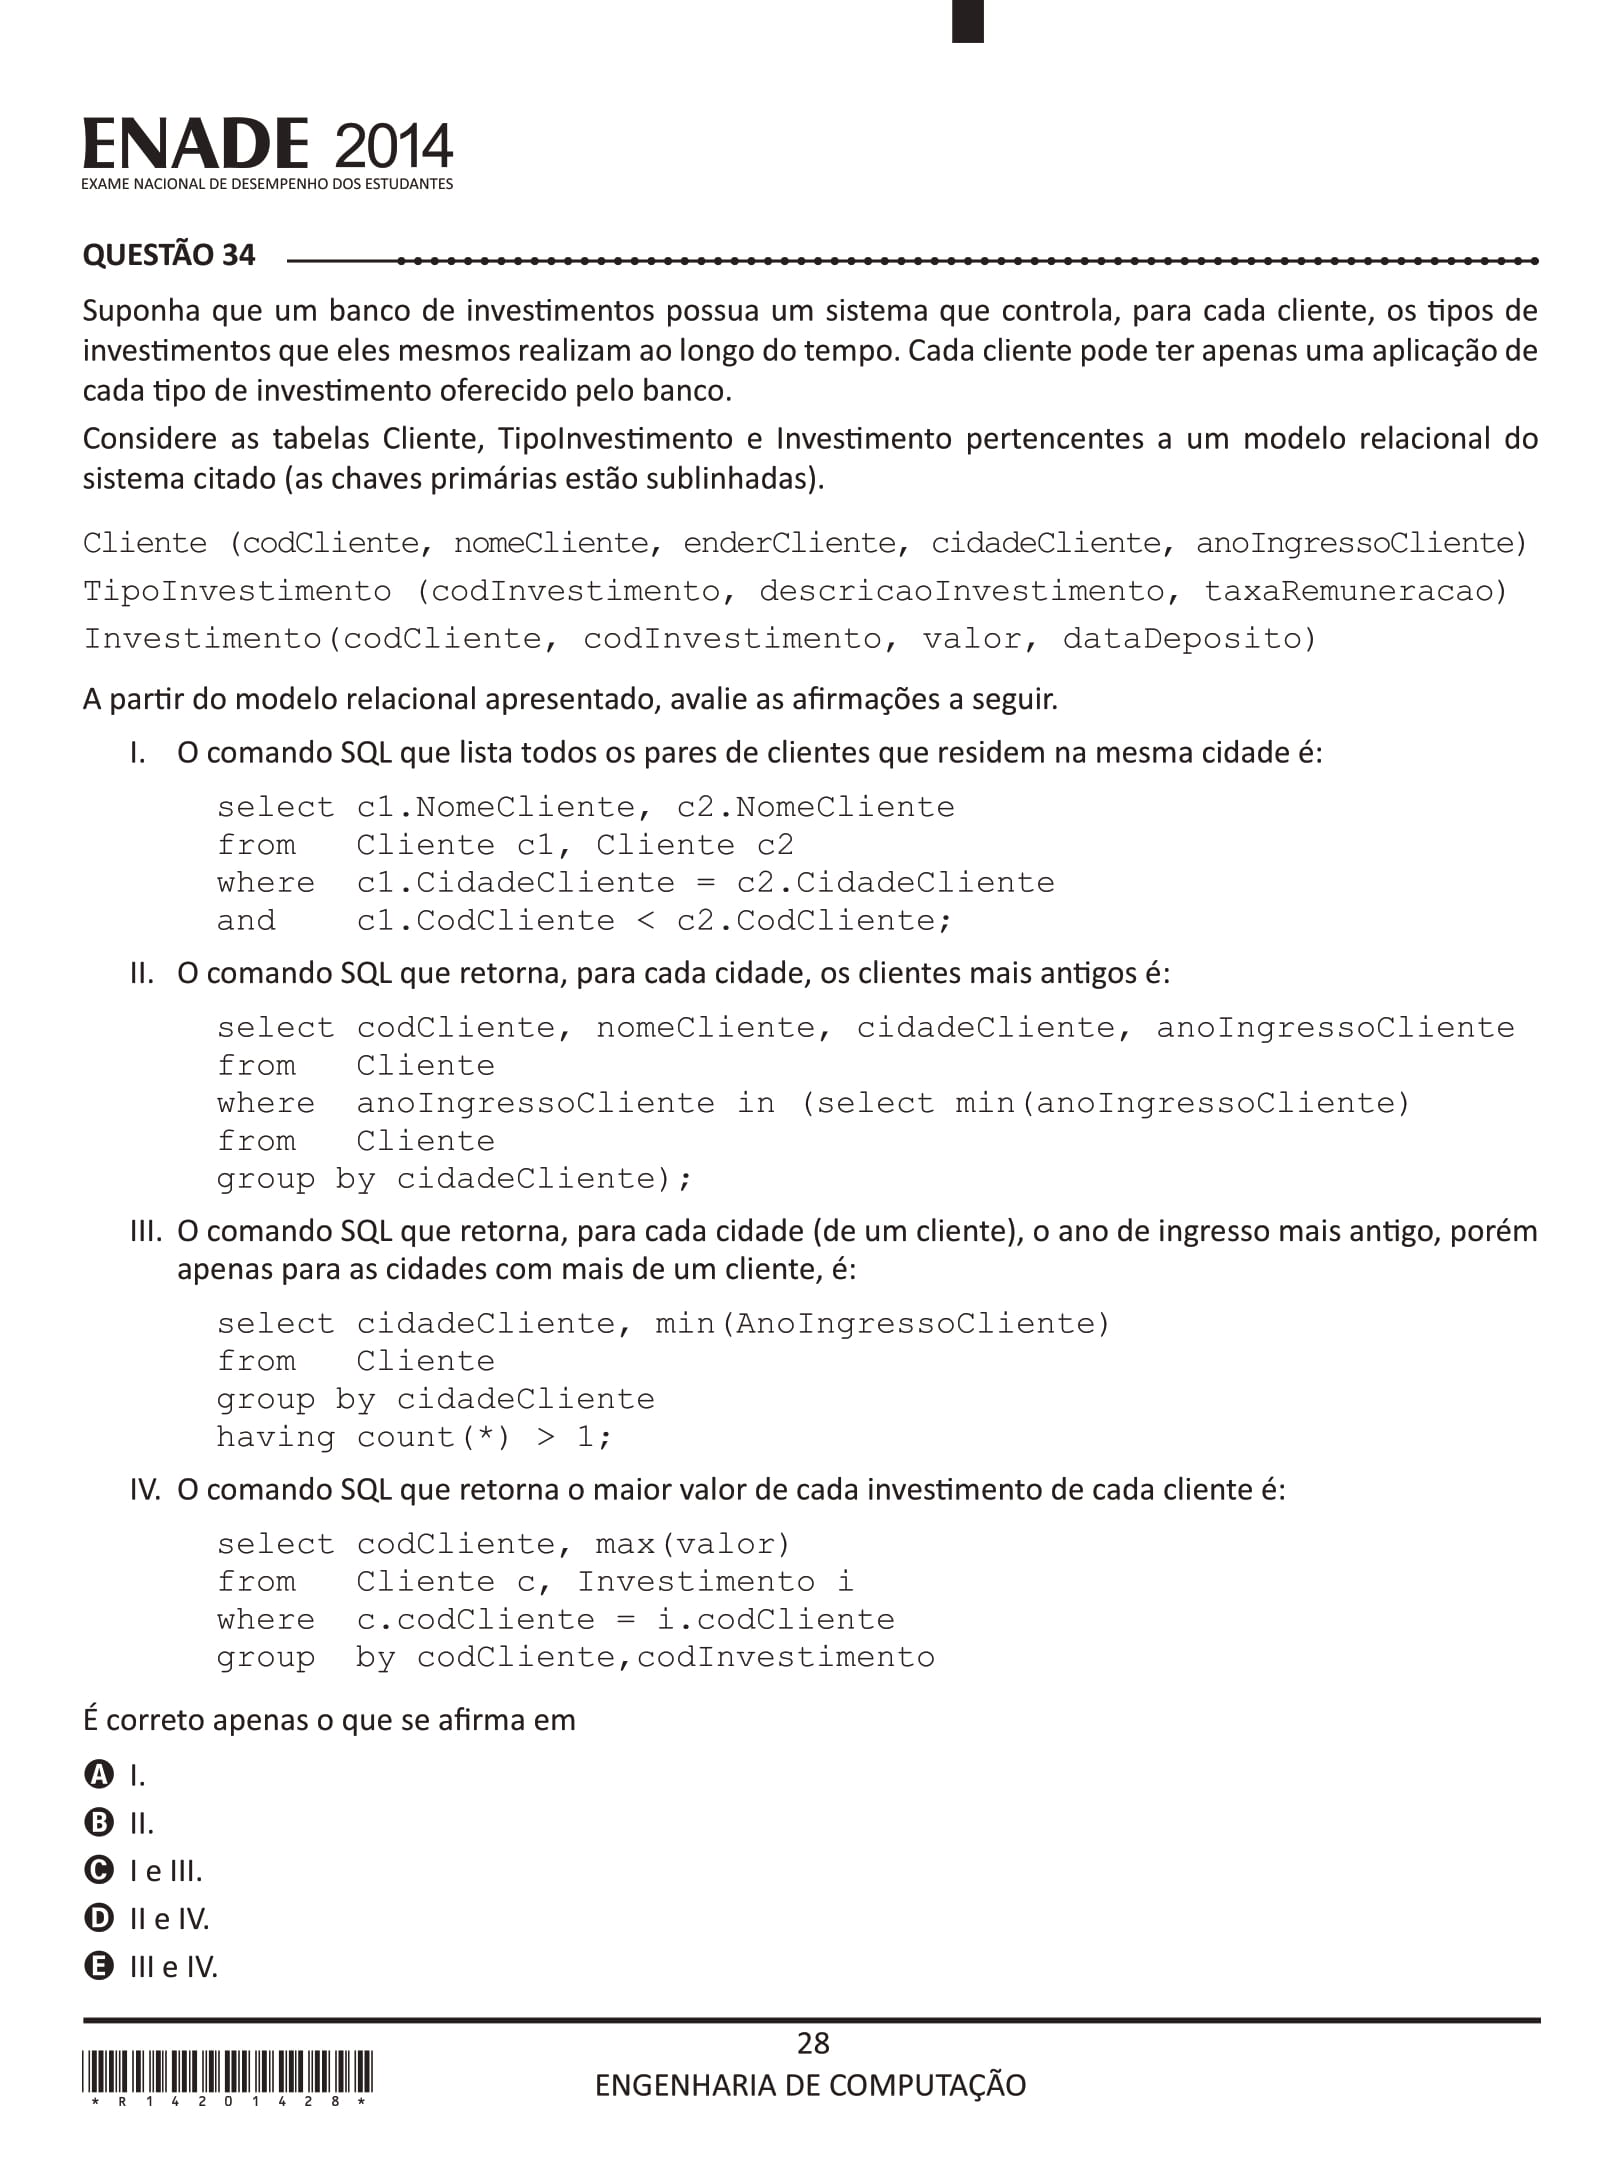 ENADE 2014
EXAME NACIONAL DE DESEMPENHO DOS ESTUDANTES
QUESTÃO 34
Suponha que um banco de investimentos possua um sistema que controla, para cada cliente, os tipos de
investimentos que eles mesmos realizam ao longo do tempo. Cada cliente pode ter apenas uma aplicação de
cada tipo de investimento oferecido pelo banco.
Considere as tabelas Cliente, TipoInvestimento e Investimento pertencentes a um modelo relacional do
sistema citado (as chaves primárias estão sublinhadas).
Cliente (codCliente, nomeCliente, enderCliente, cidadeCliente, anoIngressoCliente)
TipoInvestimento (codInvestimento, descricaoInvestimento, taxaRemuneracao)
Investimento(codCliente, codInvestimento, valor, dataDeposito)
A partir do modelo relacional apresentado, avalie as afirmações a seguir.
I. O comando SQL que lista todos os pares de clientes que residem na mesma cidade é:
select c1.NomeCliente, c2.NomeCliente
from Cliente c1, Cliente c2
where c1.CidadeCliente = c2.CidadeCliente
and c1.CodCliente < c2.CodCliente;
II. O comando SQL que retorna, para cada cidade, os clientes mais antigos é:
select codCliente, nomeCliente, cidadeCliente, anoIngressoCliente
from Cliente
where anoIngressoCliente in (select min(anoIngressoCliente)
from Cliente
group by cidadeCliente);
III. O comando SQL que retorna, para cada cidade (de um cliente), o ano de ingresso mais antigo, porém
apenas para as cidades com mais de um cliente, é:
select cidadeCliente, min(AnoIngressoCliente)
from Cliente
group by cidadeCliente
having count(*) > 1;
IV. O comando SQL que retorna o maior valor de cada investimento de cada cliente é:
select codCliente, max(valor)
from Cliente c, Investimento i
where c.codCliente = i.codCliente
group by codCliente,codInvestimento
É correto apenas o que se afirma em
A I.
B II.
C I e III.
D II e IV.
E III e IV.
28
ENGENHARIA DE COMPUTAÇÃO
*R14201428*